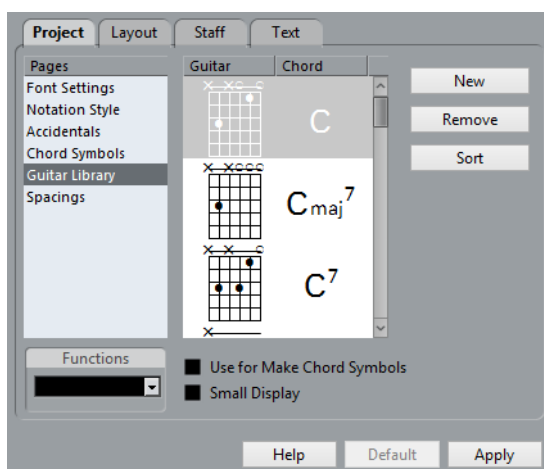 Project Layout Staff Text
Pages
Font Settings
Notation Style
Accidentals
Chord Symbols
Guitar Library
Spacings
Functions
Guitar Chord
C
Cmaj7
C7
New
Remove
Sort
Use for Make Chord Symbols
Small Display
Help Default Apply